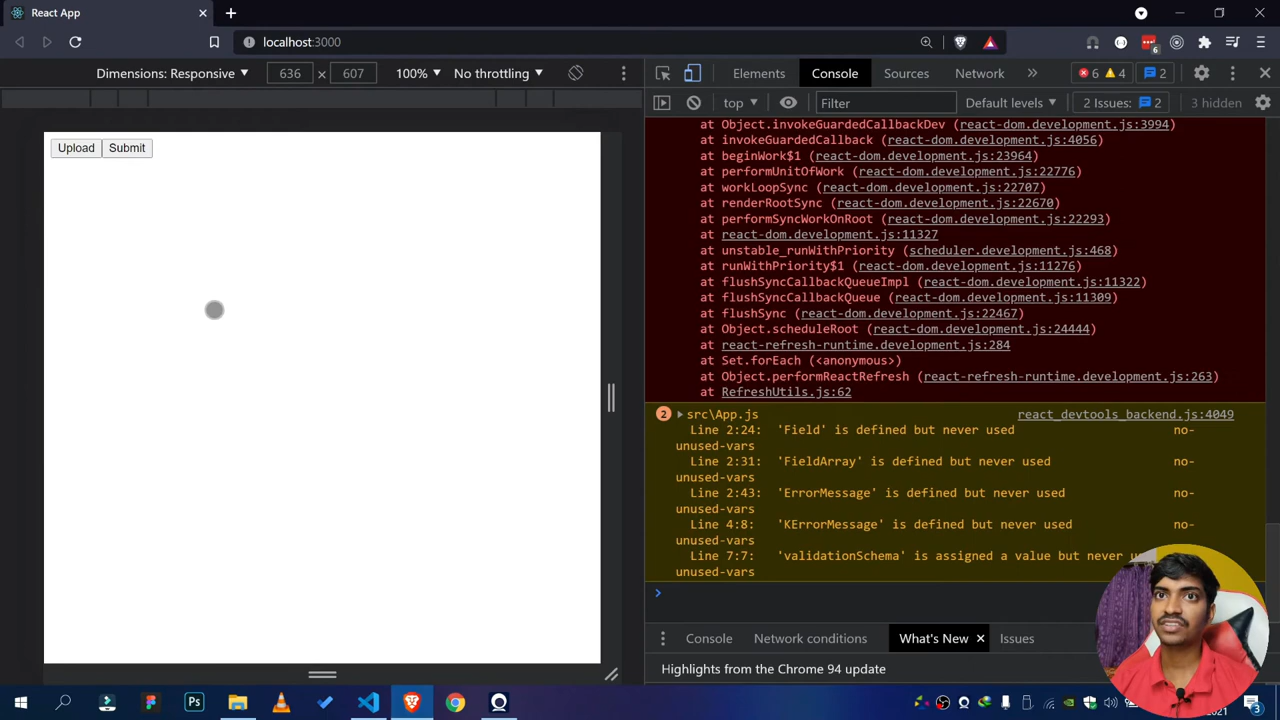 React App
localhost:3000
6
Dimensions: Responsive
636 × 607
100%
No throttling
Elements
Console
Sources
Network
6
4
2
top
Filter
Default levels
2 Issues: 2
3 hidden
Upload
Submit
at Object.invokeGuardedCallbackDev (react-dom.development.js:3994)
at invokeGuardedCallback (react-dom.development.js:4056)
at beginWork$1 (react-dom.development.js:23964)
at performUnitOfWork (react-dom.development.js:22776)
at workLoopSync (react-dom.development.js:22707)
at renderRootSync (react-dom.development.js:22670)
at performSyncWorkOnRoot (react-dom.development.js:22293)
at react-dom.development.js:11327
at unstable_runWithPriority (scheduler.development.js:468)
at runWithPriority$1 (react-dom.development.js:11276)
at flushSyncCallbackQueueImpl (react-dom.development.js:11322)
at flushSyncCallbackQueue (react-dom.development.js:11309)
at flushSync (react-dom.development.js:22467)
at Object.scheduleRoot (react-dom.development.js:24444)
at react-refresh-runtime.development.js:284
at Set.forEach (<anonymous>)
at Object.performReactRefresh (react-refresh-runtime.development.js:263)
at RefreshUtils.js:62
2 src\App.js react_devtools_backend.js:4049
Line 2:24: 'Field' is defined but never used no-
unused-vars
Line 2:31: 'FieldArray' is defined but never used no-
unused-vars
Line 2:43: 'ErrorMessage' is defined but never used no-
unused-vars
Line 4:8: 'KErrorMessage' is defined but never used no-
unused-vars
Line 7:7: 'validationSchema' is assigned a value but never
unused-vars
Console
Network conditions
What's New
Issues
Highlights from the Chrome 94 update
Ps
3